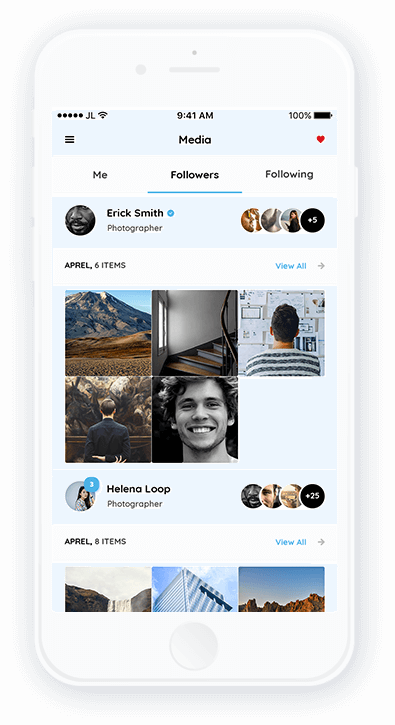 JL 9:41 AM 100%
Media
Me Followers Following
Erick Smith +5
Photographer
APREL, 6 ITEMS View All
3 Helena Loop +25
Photographer
APREL, 8 ITEMS View All